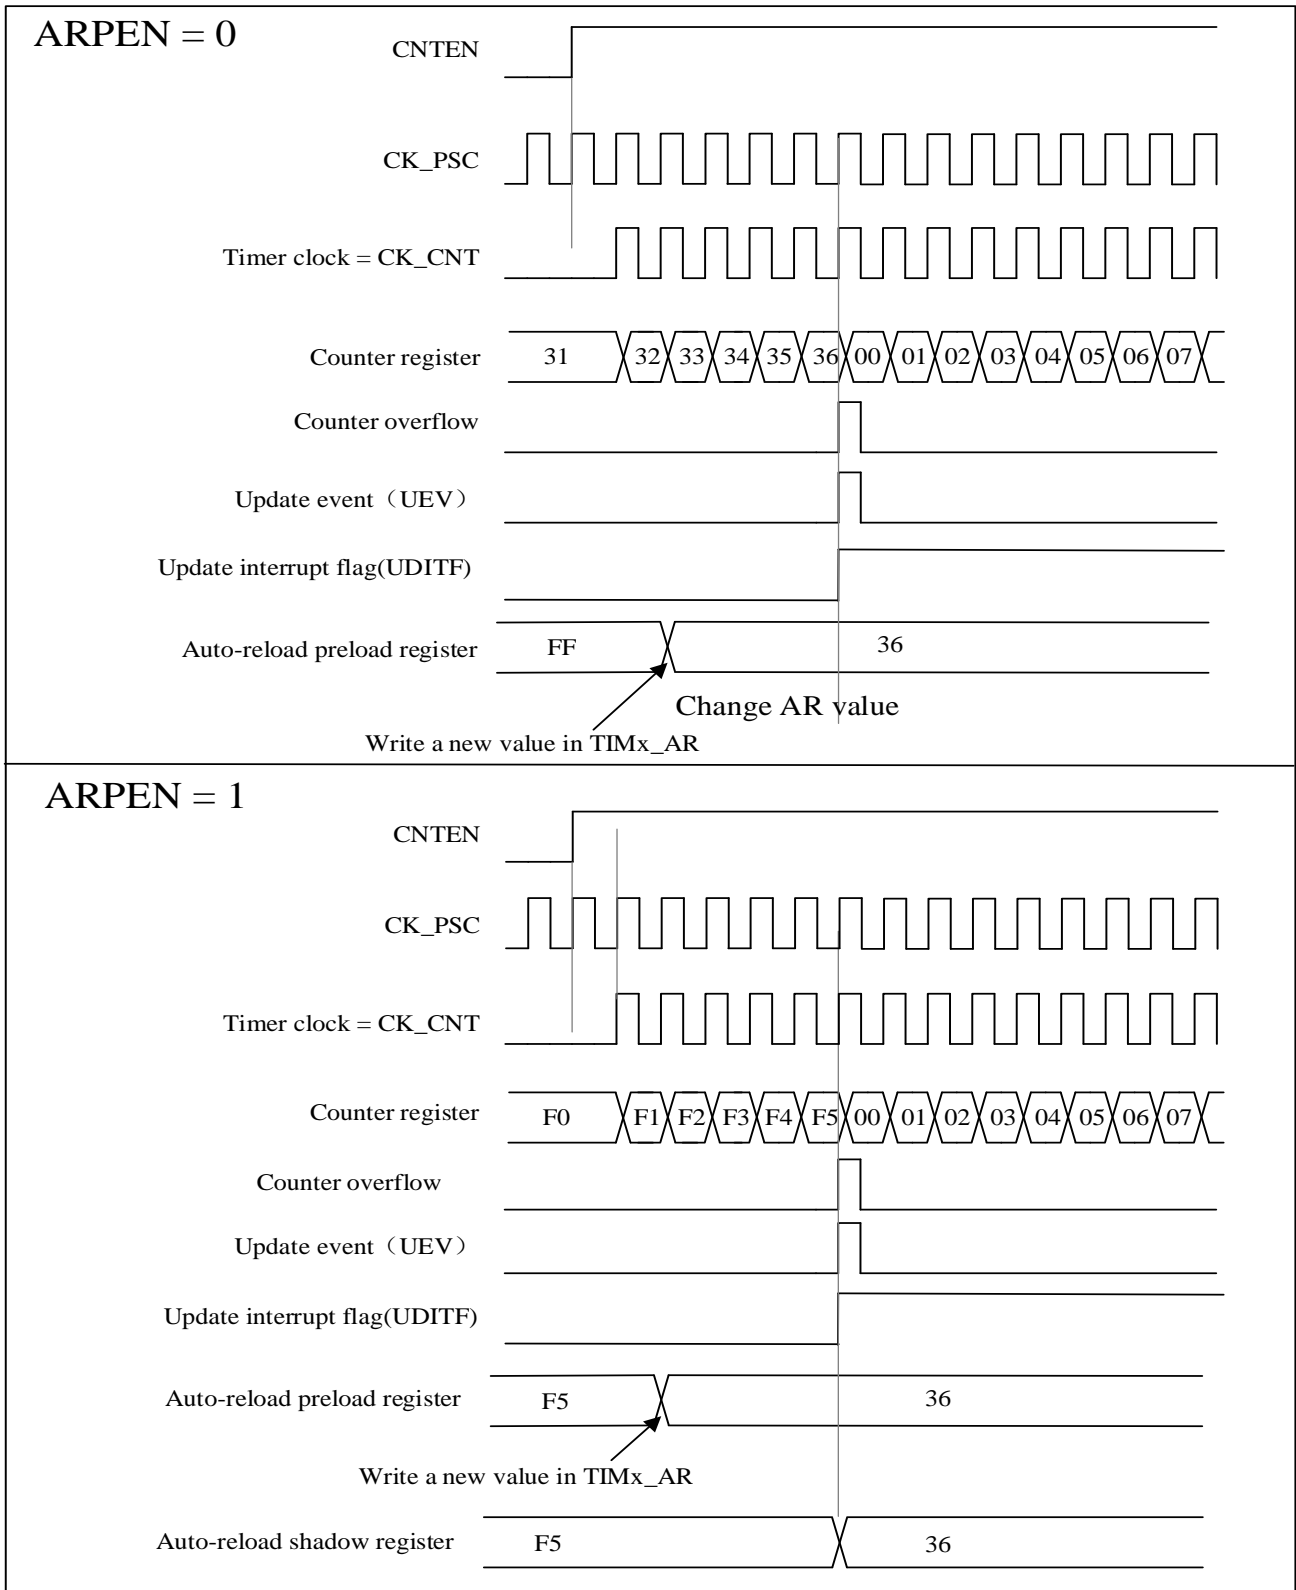 ARPEN = 0
CNTEN
CK_PSC
Timer clock = CK_CNT
Counter register 31 32 33 34 35 36 00 01 02 03 04 05 06 07
Counter overflow
Update event（UEV）
Update interrupt flag(UDITF)
Auto-reload preload register FF 36
Change AR value
Write a new value in TIMx_AR
ARPEN = 1
CNTEN
CK_PSC
Timer clock = CK_CNT
Counter register F0 F1 F2 F3 F4 F5 00 01 02 03 04 05 06 07
Counter overflow
Update event（UEV）
Update interrupt flag(UDITF)
Auto-reload preload register F5 36
Write a new value in TIMx_AR
Auto-reload shadow register F5 36